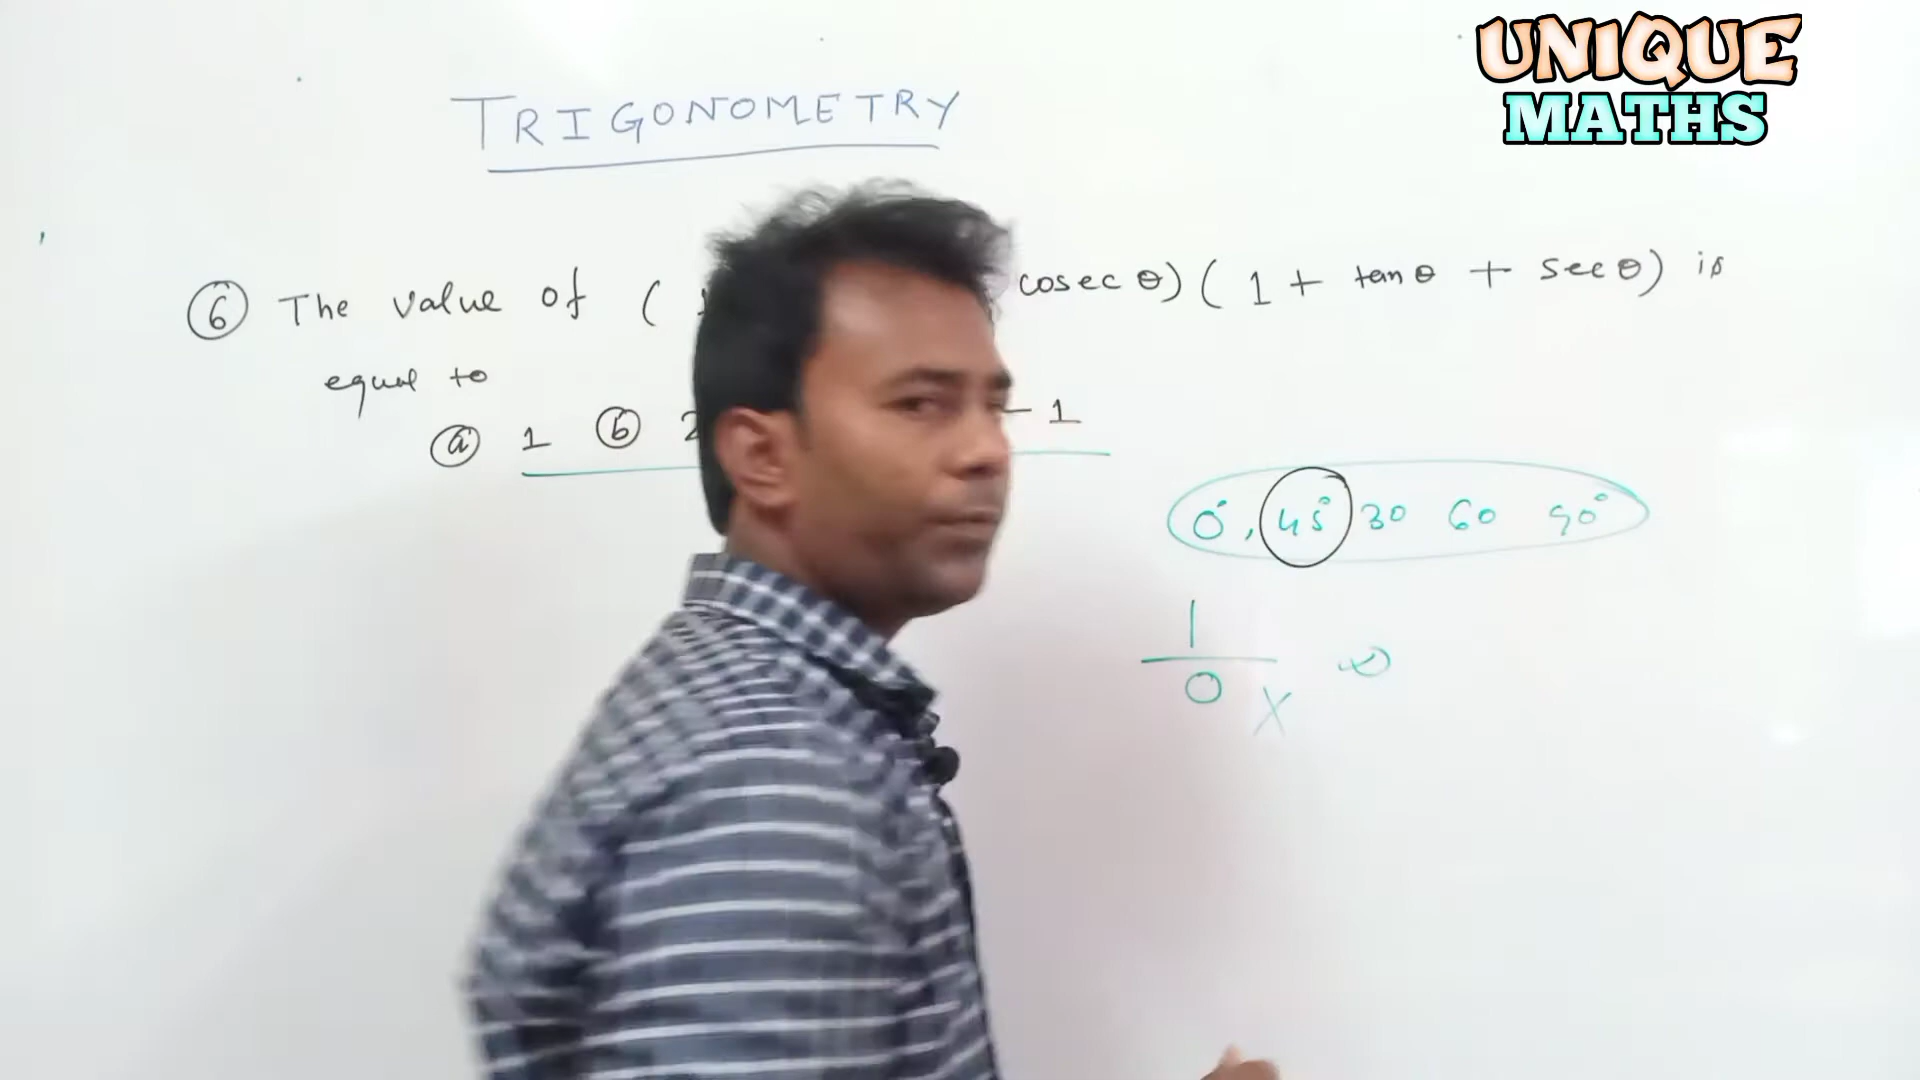 UNIQUE
MATHS
TRIGONOMETRY
⑥ The value of ( cosec θ) ( 1 + tan θ + sec θ) is
equal to
ⓐ 1 ⓑ 2 - 1
0°, 45° 30 60 90°
1
0 X ∞